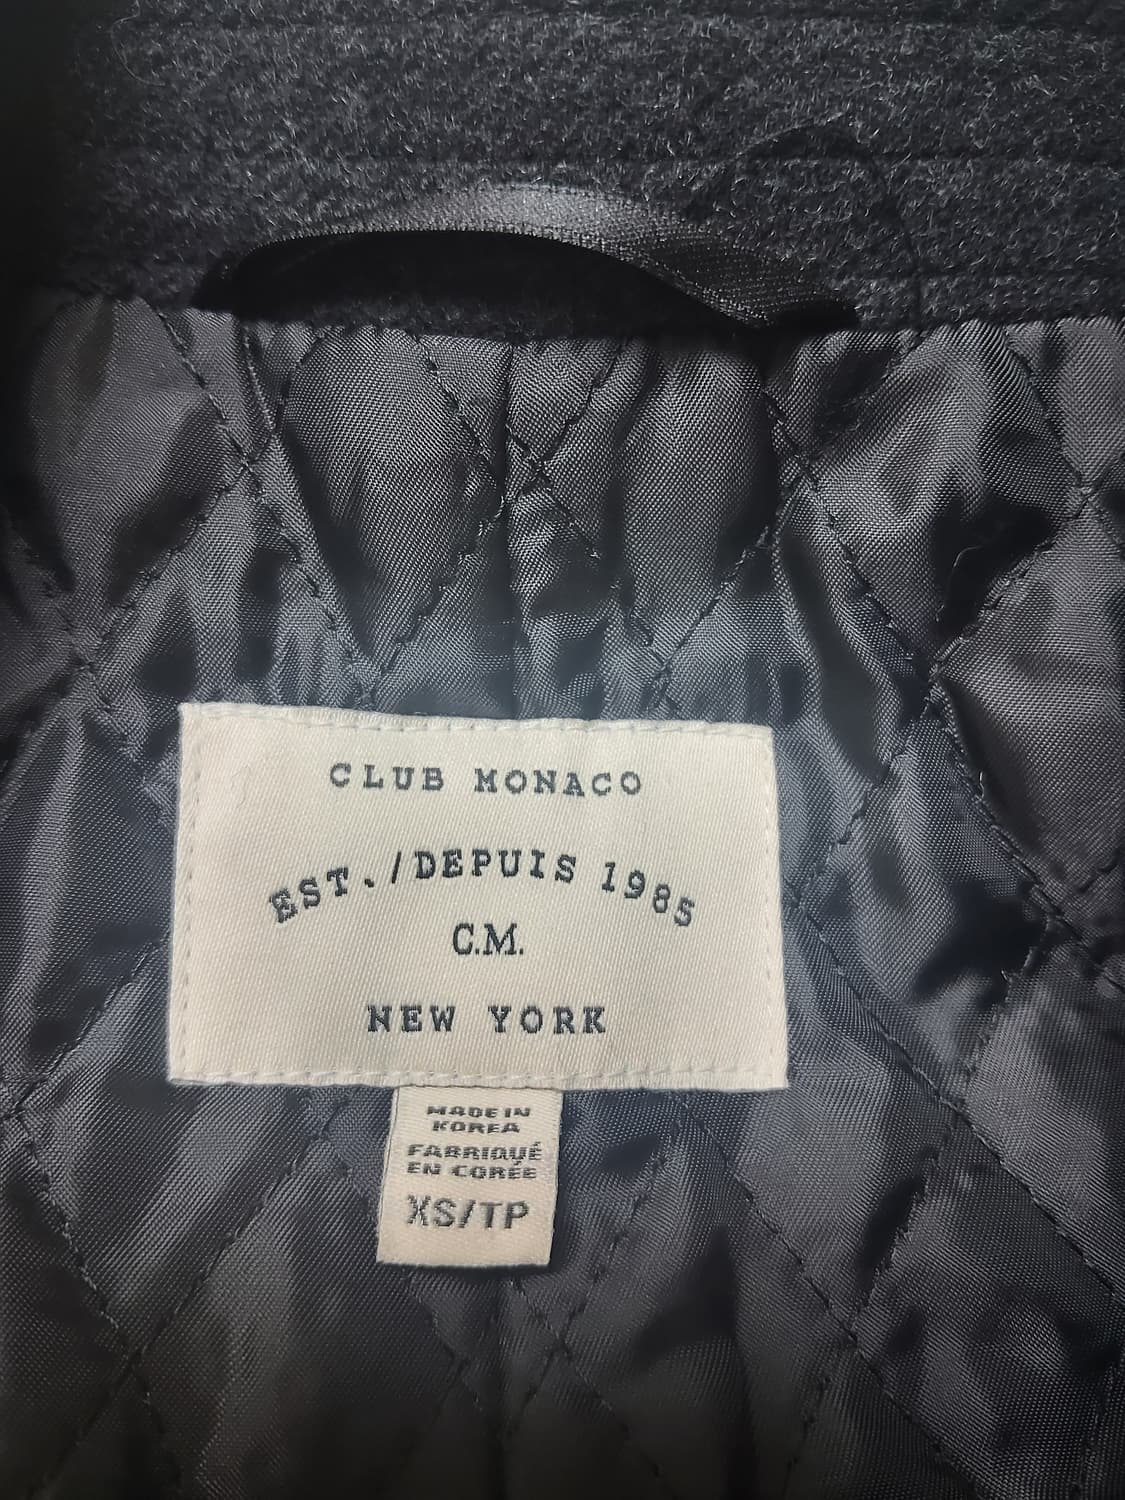 CLUB MONACO
EST./DEPUIS 1985
C.M.
NEW YORK
MADE IN
KOREA
FABRIQUÉ
EN CORÉE
XS/TP